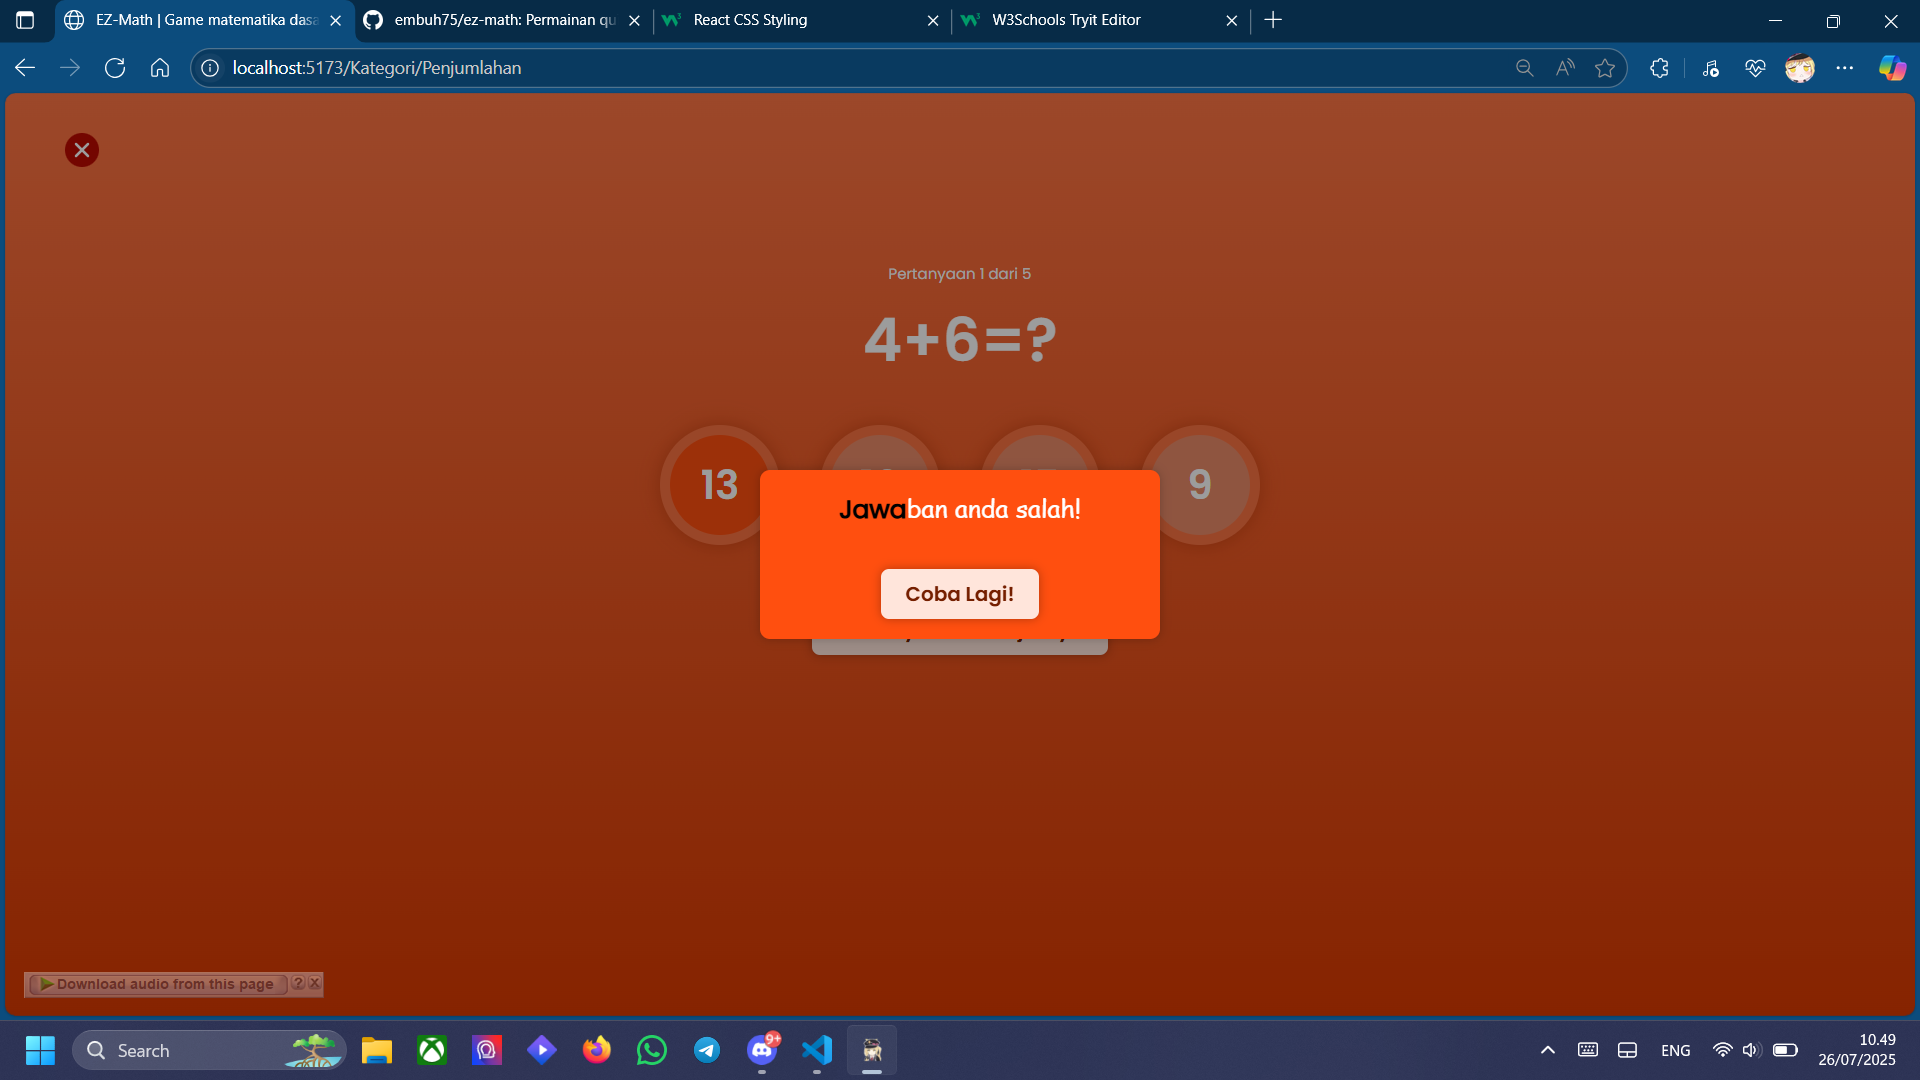 EZ-Math | Game matematika dasa
embuh75/ez-math: Permainan qu
React CSS Styling
W3Schools Tryit Editor
localhost:5173/Kategori/Penjumlahan
Pertanyaan 1 dari 5
4+6=?
13
9
Jawaban anda salah!
Coba Lagi!
Download audio from this page
? X
Search
9+
ENG
10.49
26/07/2025